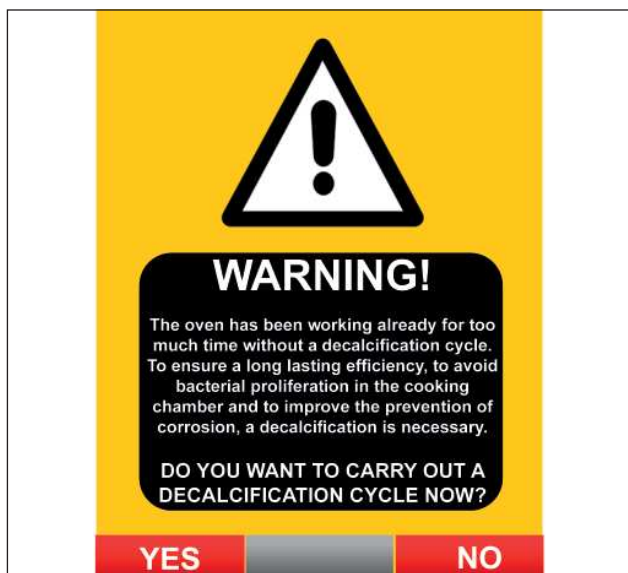 WARNING!
The oven has been working already for too
much time without a decalcification cycle.
To ensure a long lasting efficiency, to avoid
bacterial proliferation in the cooking
chamber and to improve the prevention of
corrosion, a decalcification is necessary.
DO YOU WANT TO CARRY OUT A
DECALCIFICATION CYCLE NOW?
YES NO